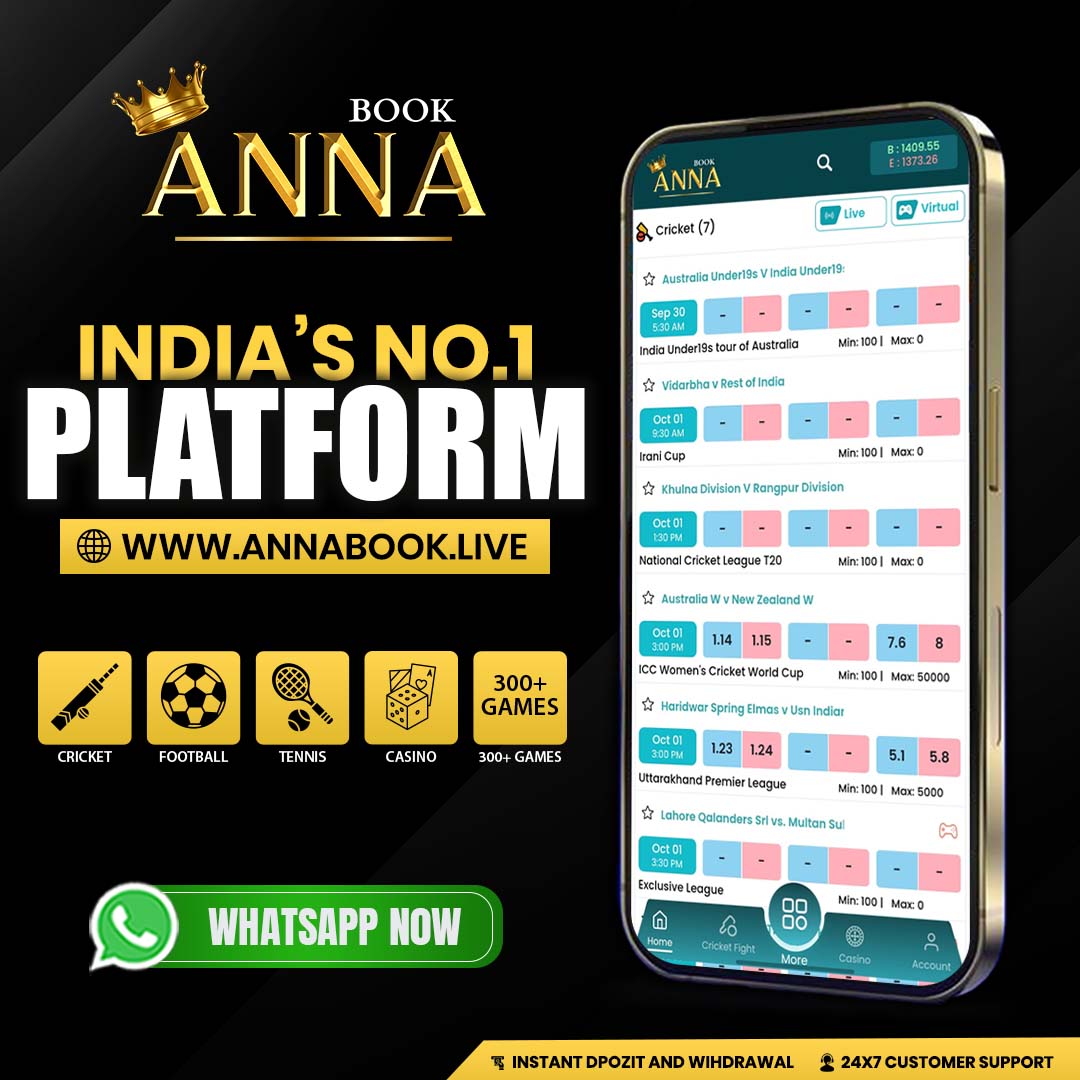 BOOK
ANNA
INDIA'S NO.1
PLATFORM
WWW.ANNABOOK.LIVE
300+
GAMES
CRICKET
FOOTBALL
TENNIS
CASINO
300+ GAMES
WHATSAPP NOW
BOOK
ANNA
B : 1409.55
E : 1373.26
Cricket (7)
Live
Virtual
Australia Under19s V India Under19s
Sep 30
5:30 AM
- - - - - -
India Under19s tour of Australia Min: 100 | Max: 0
Vidarbha v Rest of India
Oct 01
9:30 AM
- - - - - -
Irani Cup Min: 100 | Max: 0
Khulna Division V Rangpur Division
Oct 01
1:30 PM
- - - - - -
National Cricket League T20 Min: 100 | Max: 0
Australia W v New Zealand W
Oct 01
3:00 PM
1.14 1.15 - - 7.6 8
ICC Women's Cricket World Cup Min: 100 | Max: 50000
Haridwar Spring Elmas v Usn Indiar
Oct 01
3:00 PM
1.23 1.24 - - 5.1 5.8
Uttarakhand Premier League Min: 100 | Max: 5000
Lahore Qalanders Srl vs. Multan Sul
Oct 01
3:30 PM
- - - - - -
Exclusive League Min: 100 | Max: 0
Home
Cricket Fight
More
Casino
Account
INSTANT DPOZIT AND WIHDRAWAL
24X7 CUSTOMER SUPPORT